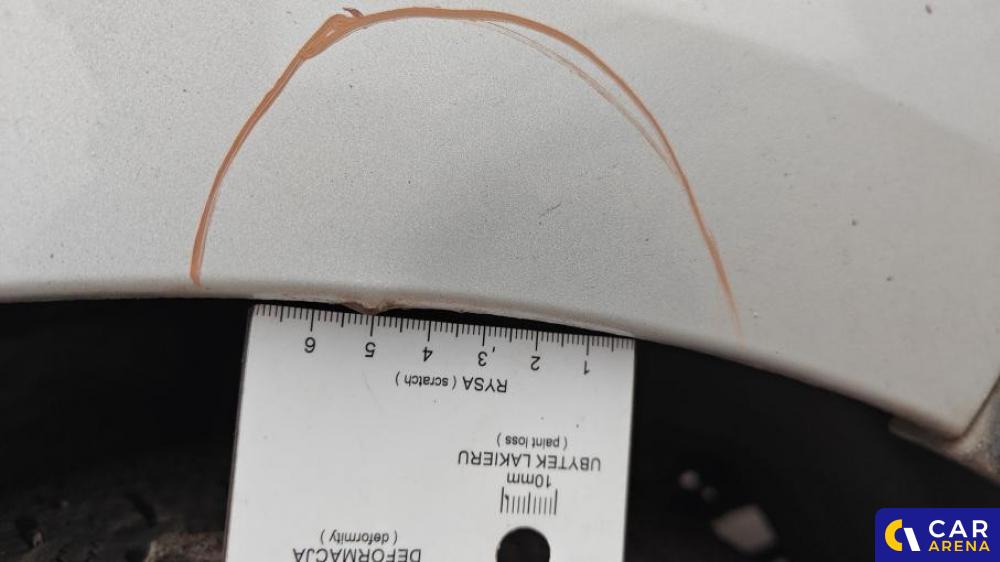 6 5 4 3 2 1
RYSA ( scratch )
UBYTEK LAKIERU
( paint loss )
10mm
DEFORMACJA
( deformity )
CAR
ARENA